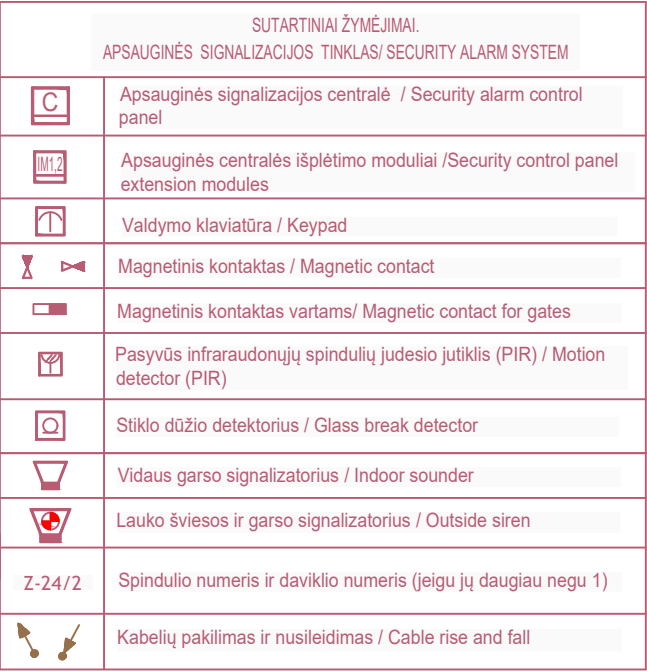 SUTARTINIAI ŽYMĖJIMAI.
APSAUGINĖS SIGNALIZACIJOS TINKLAS/ SECURITY ALARM SYSTEM
C
Apsauginės signalizacijos centralė / Security alarm control
panel
IM1,2
Apsauginės centralės išplėtimo moduliai /Security control panel
extension modules
Valdymo klaviatūra / Keypad
Magnetinis kontaktas / Magnetic contact
Magnetinis kontaktas vartams/ Magnetic contact for gates
Pasyvūs infraraudonųjų spindulių judesio jutiklis (PIR) / Motion
detector (PIR)
Stiklo dūžio detektorius / Glass break detector
Vidaus garso signalizatorius / Indoor sounder
Lauko šviesos ir garso signalizatorius / Outside siren
Z-24/2
Spindulio numeris ir daviklio numeris (jeigu jų daugiau negu 1)
Kabelių pakilimas ir nusileidimas / Cable rise and fall